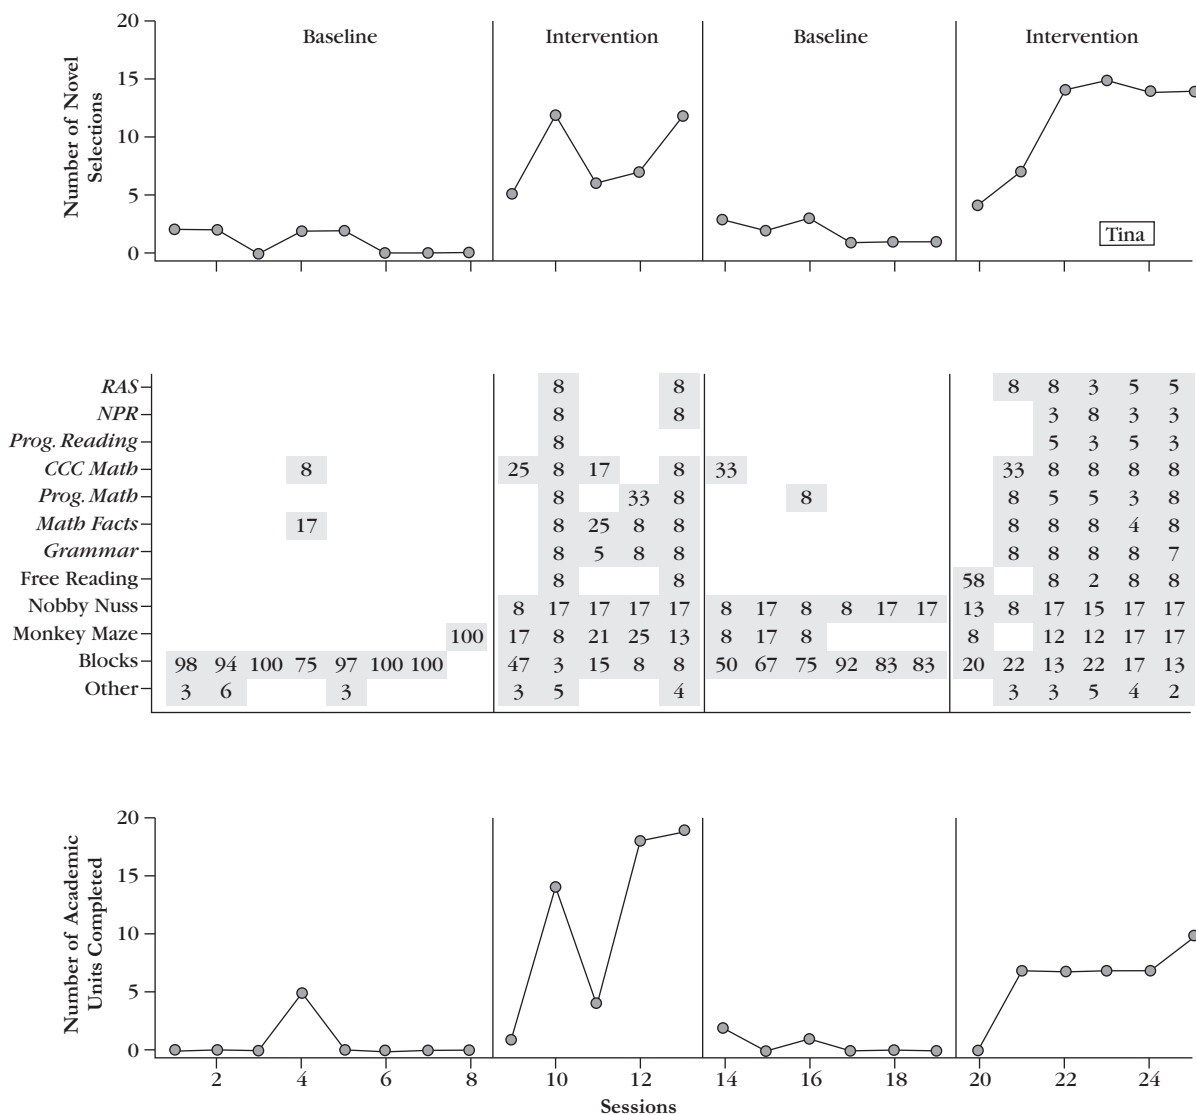 20
Baseline Intervention Baseline Intervention
15
10
5
0
Number of Novel
Selections
Tina
RAS 8 8 8 8 3 5 5
NPR 8 8 3 8 3 3
Prog. Reading 8 5 3 5 3
CCC Math 8 25 8 17 8 33 33 8 8 8 8
Prog. Math 8 33 8 8 8 5 5 3 8
Math Facts 17 8 25 8 8 8 8 8 4 8
Grammar 8 5 8 8 8 8 8 8 7
Free Reading 8 8 58 8 2 8 8
Nobby Nuss 8 17 17 17 17 8 17 8 8 17 17 13 8 17 15 17 17
Monkey Maze 100 17 8 21 25 13 8 17 8 8 12 12 17 17
Blocks 98 94 100 75 97 100 100 47 3 15 8 8 50 67 75 92 83 83 20 22 13 22 17 13
Other 3 6 3 3 5 4 3 3 5 4 2
20
15
10
5
0
Number of Academic
Units Completed
2 4 6 8 10 12 14 16 18 20 22 24
Sessions